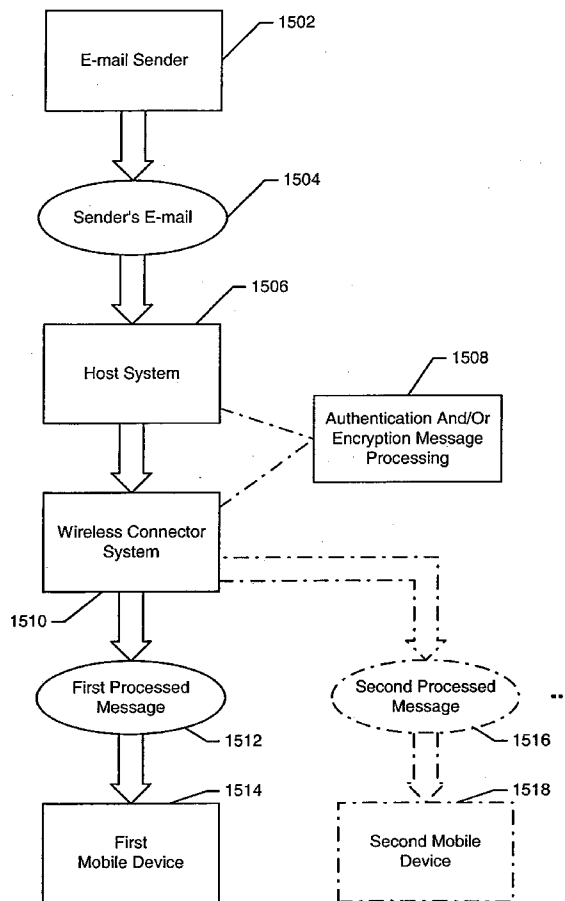 1502
E-mail Sender
1504
Sender's E-mail
1506
Host System
1508
Authentication And/Or
Encryption Message
Processing
Wireless Connector
System
1510
First Processed
Message
1512
Second Processed
Message
1516
1514
First
Mobile Device
1518
Second Mobile
Device